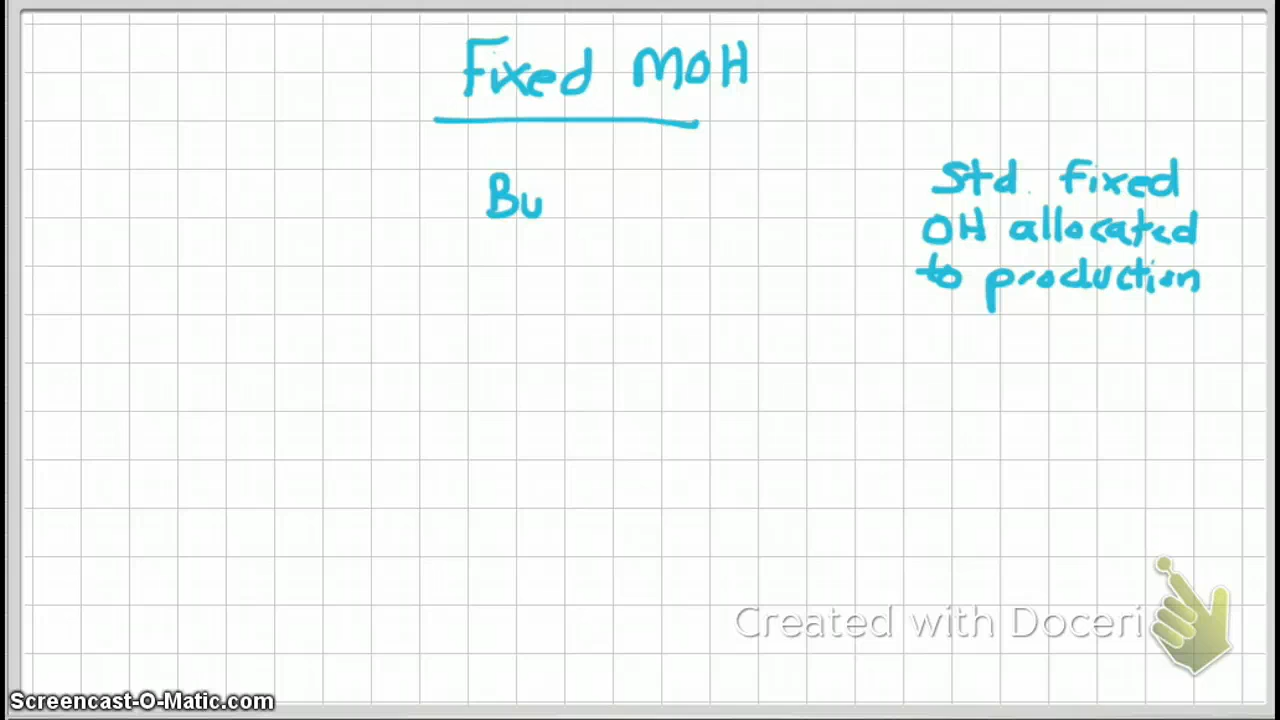 Fixed MOH
Bu
Std. fixed
OH allocated
to production
Created with Doceri
Screencast-O-Matic.com